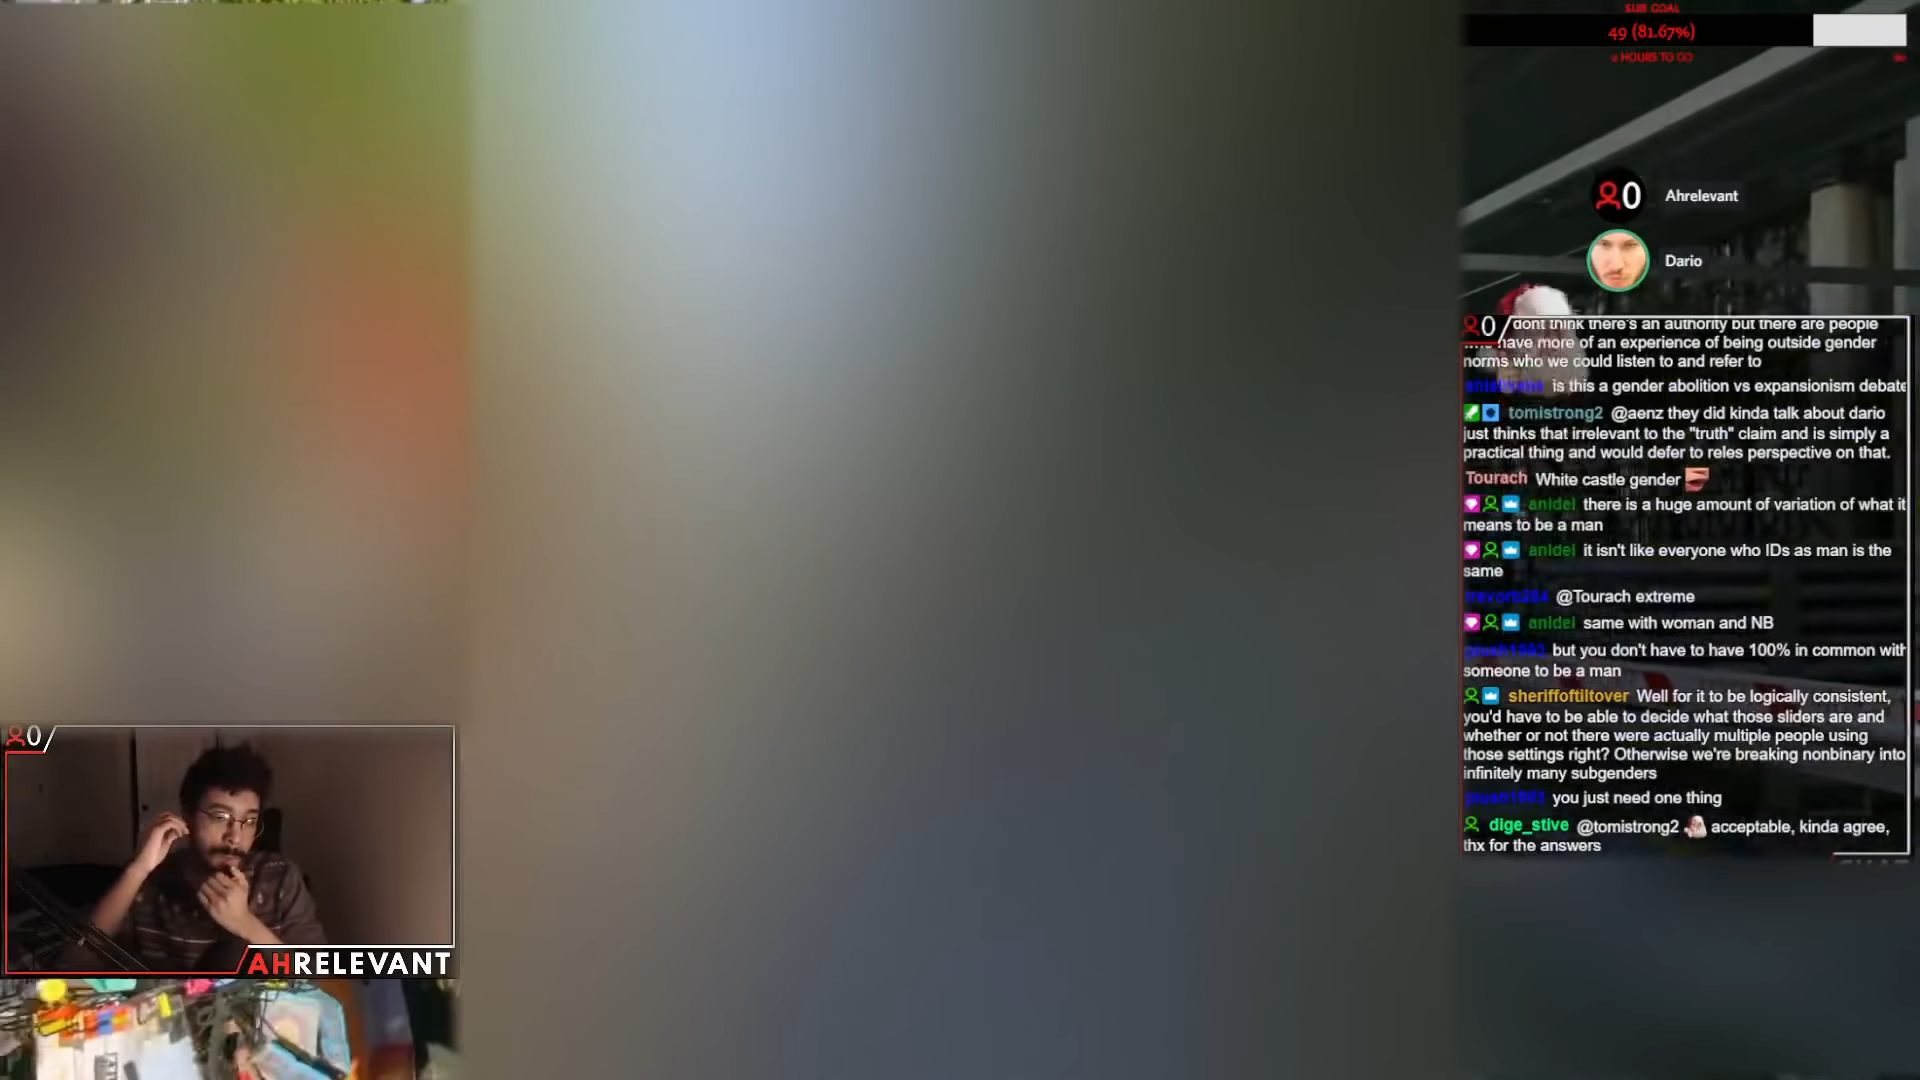 SUB GOAL
49 (81.67%)
HOURS TO GO
0
Ahrelevant
Dario
0
dont think there's an authority but there are people
have more of an experience of being outside gender
norms who we could listen to and refer to
is this a gender abolition vs expansionism debate
tomistrong2 @aenz they did kinda talk about dario
just thinks that irrelevant to the "truth" claim and is simply a
practical thing and would defer to reles perspective on that.
Tourach White castle gender
anidel there is a huge amount of variation of what it
means to be a man
anidel it isn't like everyone who IDs as man is the
same
@Tourach extreme
anidel same with woman and NB
but you don't have to have 100% in common with
someone to be a man
sheriffoftiltover Well for it to be logically consistent,
you'd have to be able to decide what those sliders are and
whether or not there were actually multiple people using
those settings right? Otherwise we're breaking nonbinary into
infinitely many subgenders
you just need one thing
dige_stive @tomistrong2 acceptable, kinda agree,
thx for the answers
0
AHRELEVANT